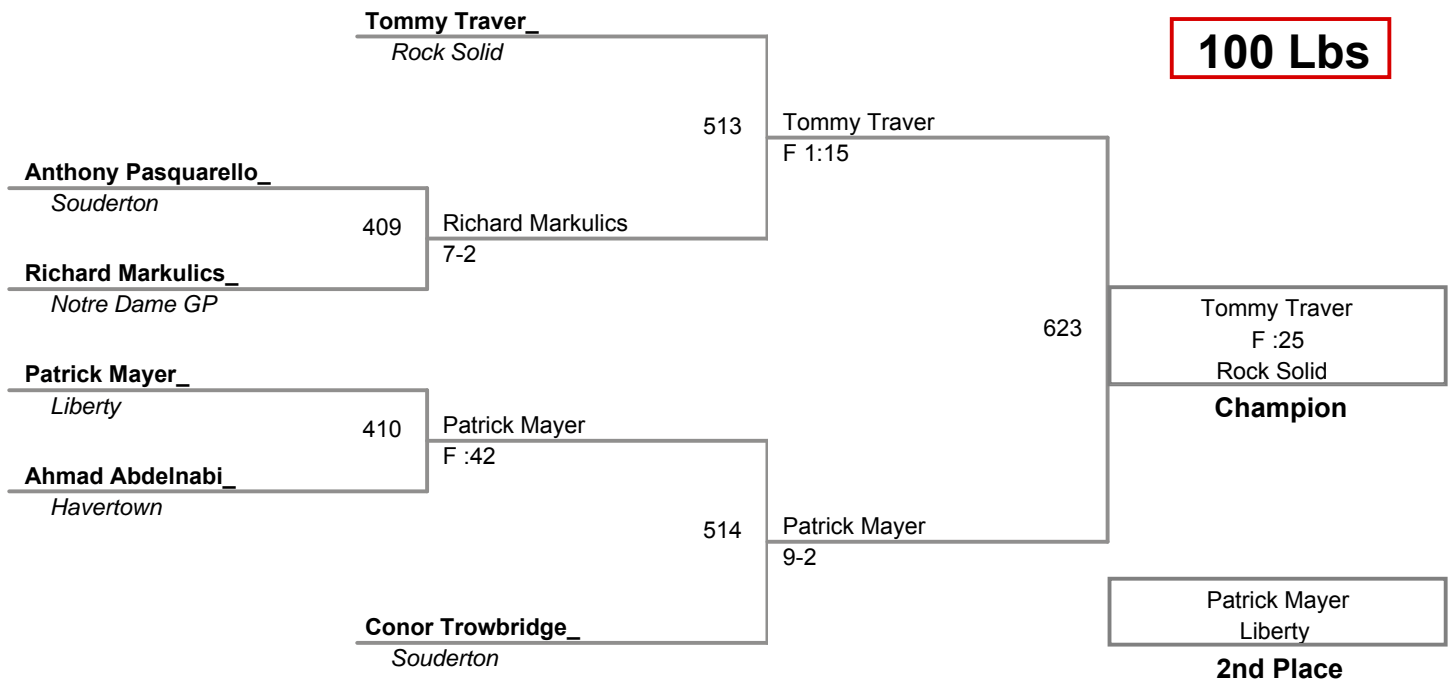 Tommy Traver_
Rock Solid
100 Lbs
513
Tommy Traver
F 1:15
Anthony Pasquarello_
Souderton
409
Richard Markulics
7-2
Richard Markulics_
Notre Dame GP
623
Tommy Traver
F :25
Rock Solid
Champion
Patrick Mayer_
Liberty
410
Patrick Mayer
F :42
Ahmad Abdelnabi_
Havertown
514
Patrick Mayer
9-2
Conor Trowbridge_
Souderton
Patrick Mayer
Liberty
2nd Place